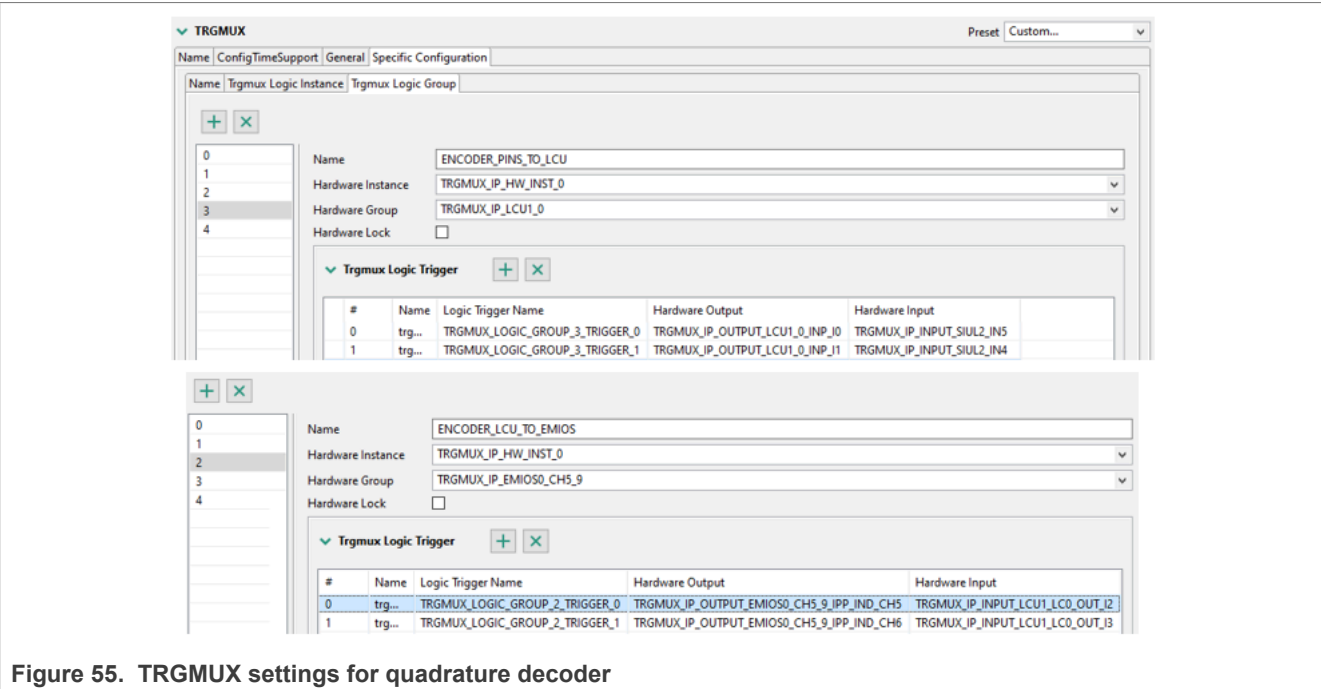 TRGMUX Preset Custom...
Name ConfigTimeSupport General Specific Configuration
Name Trgmux Logic Instance Trgmux Logic Group
0
1
2
3
4
Name ENCODER_PINS_TO_LCU
Hardware Instance TRGMUX_IP_HW_INST_0
Hardware Group TRGMUX_IP_LCU1_0
Hardware Lock
Trgmux Logic Trigger
# Name Logic Trigger Name Hardware Output Hardware Input
0 trg... TRGMUX_LOGIC_GROUP_3_TRIGGER_0 TRGMUX_IP_OUTPUT_LCU1_0_INP_I0 TRGMUX_IP_INPUT_SIUL2_IN5
1 trg... TRGMUX_LOGIC_GROUP_3_TRIGGER_1 TRGMUX_IP_OUTPUT_LCU1_0_INP_I1 TRGMUX_IP_INPUT_SIUL2_IN4
0
1
2
3
4
Name ENCODER_LCU_TO_EMIOS
Hardware Instance TRGMUX_IP_HW_INST_0
Hardware Group TRGMUX_IP_EMIOS0_CH5_9
Hardware Lock
Trgmux Logic Trigger
# Name Logic Trigger Name Hardware Output Hardware Input
0 trg... TRGMUX_LOGIC_GROUP_2_TRIGGER_0 TRGMUX_IP_OUTPUT_EMIOS0_CH5_9_IPP_IND_CH5 TRGMUX_IP_INPUT_LCU1_LC0_OUT_I2
1 trg... TRGMUX_LOGIC_GROUP_2_TRIGGER_1 TRGMUX_IP_OUTPUT_EMIOS0_CH5_9_IPP_IND_CH6 TRGMUX_IP_INPUT_LCU1_LC0_OUT_I3
Figure 55. TRGMUX settings for quadrature decoder